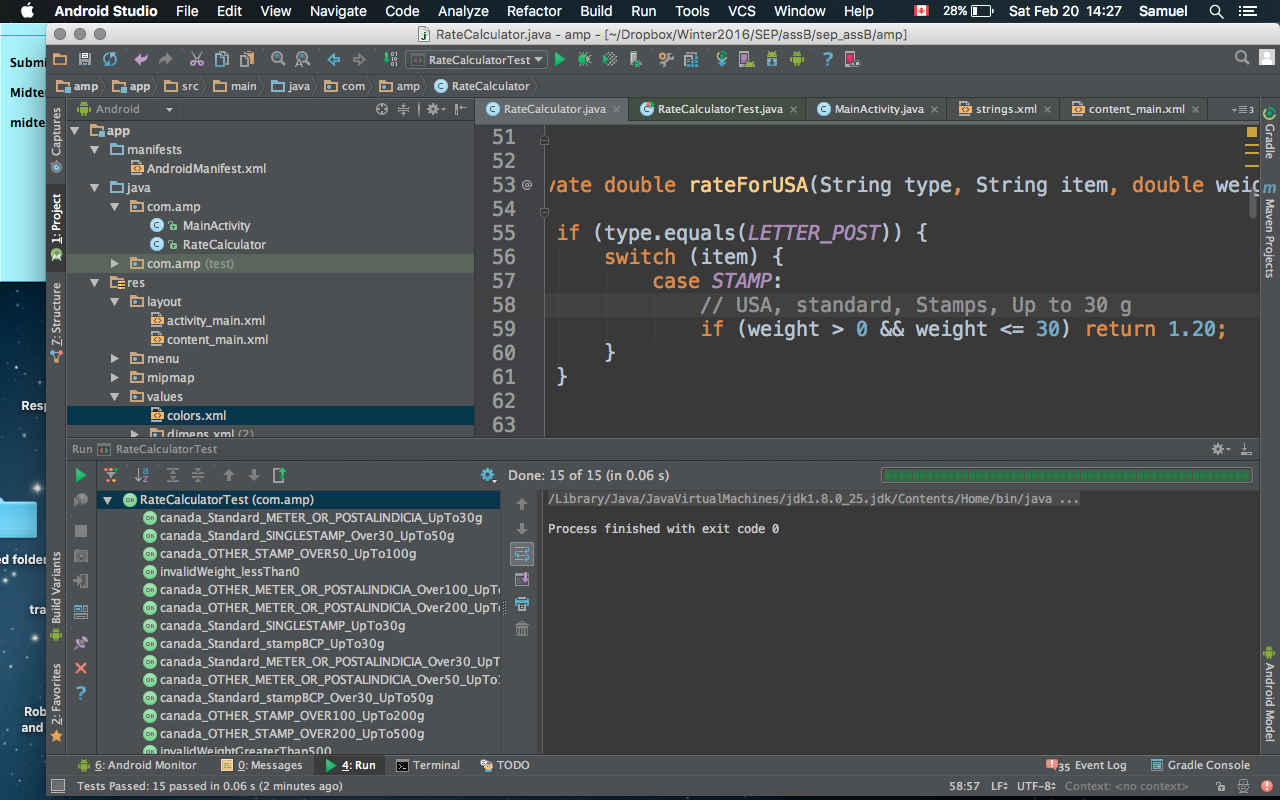 Android Studio File Edit View Navigate Code Analyze Refactor Build Run Tools VCS Window Help 28% Sat Feb 20 14:27 Samuel
RateCalculator.java - amp - [~/Dropbox/Winter2016/SEP/assB/sep_assB/amp]
Submi
Midte
midte
Resp
ed folder
tra
Rob
and
RateCalculatorTest
amp app src main java com amp RateCalculator
Captures
1: Project
Z: Structure
Build Variants
2: Favorites
Android
app
manifests
AndroidManifest.xml
java
com.amp
MainActivity
RateCalculator
com.amp (test)
res
layout
activity_main.xml
content_main.xml
menu
mipmap
values
colors.xml
dimens.xml (2)
RateCalculator.java RateCalculatorTest.java MainActivity.java strings.xml content_main.xml 3
51
52
53 @ vate double rateForUSA(String type, String item, double weig
54
55 if (type.equals(LETTER_POST)) {
56 switch (item) {
57 case STAMP:
58 // USA, standard, Stamps, Up to 30 g
59 if (weight > 0 && weight <= 30) return 1.20;
60 }
61 }
62
63
Gradle
Maven Projects
Android Model
Run RateCalculatorTest
Done: 15 of 15 (in 0.06 s)
RateCalculatorTest (com.amp)
canada_Standard_METER_OR_POSTALINDICIA_UpTo30g
canada_Standard_SINGLESTAMP_Over30_UpTo50g
canada_OTHER_STAMP_OVER50_UpTo100g
invalidWeight_lessThan0
canada_OTHER_METER_OR_POSTALINDICIA_Over100_UpT
canada_OTHER_METER_OR_POSTALINDICIA_Over200_UpT
canada_Standard_SINGLESTAMP_UpTo30g
canada_Standard_stampBCP_UpTo30g
canada_Standard_METER_OR_POSTALINDICIA_Over30_UpT
canada_OTHER_METER_OR_POSTALINDICIA_Over50_UpTo
canada_Standard_stampBCP_Over30_UpTo50g
canada_OTHER_STAMP_OVER100_UpTo200g
canada_OTHER_STAMP_OVER200_UpTo500g
invalidWeightGreaterThan500
/Library/Java/JavaVirtualMachines/jdk1.8.0_25.jdk/Contents/Home/bin/java ...
Process finished with exit code 0
6: Android Monitor 0: Messages 4: Run Terminal TODO 35 Event Log Gradle Console
Tests Passed: 15 passed in 0.06 s (2 minutes ago) 58:57 LF UTF-8 Context: <no context>